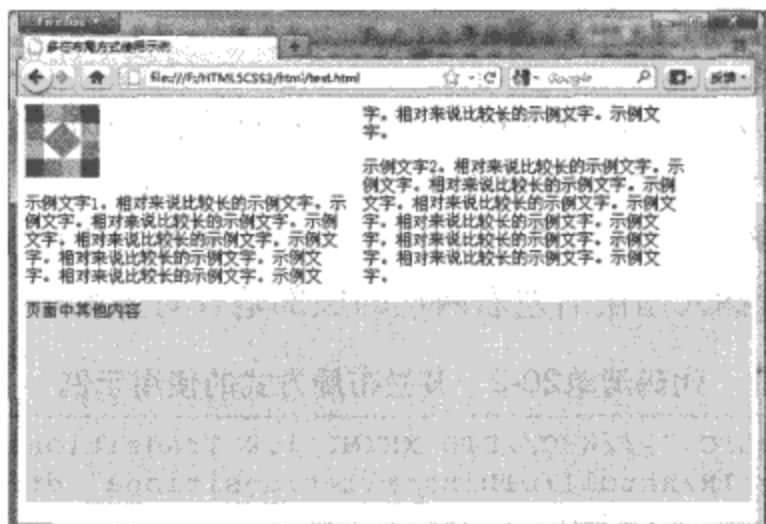 多栏布局方式使用示例
file:///F:/HTML5CSS3/html/test.html
Google
反馈
示例文字1。相对来说比较长的示例文字。示
例文字。相对来说比较长的示例文字。示例
文字。相对来说比较长的示例文字。示例文
字。相对来说比较长的示例文字。示例文
字。相对来说比较长的示例文字。示例文
字。相对来说比较长的示例文字。示例文
字。
示例文字2。相对来说比较长的示例文字。示
例文字。相对来说比较长的示例文字。示例
文字。相对来说比较长的示例文字。示例文
字。相对来说比较长的示例文字。示例文
字。相对来说比较长的示例文字。示例文
字。相对来说比较长的示例文字。示例文
字。
页面中其他内容